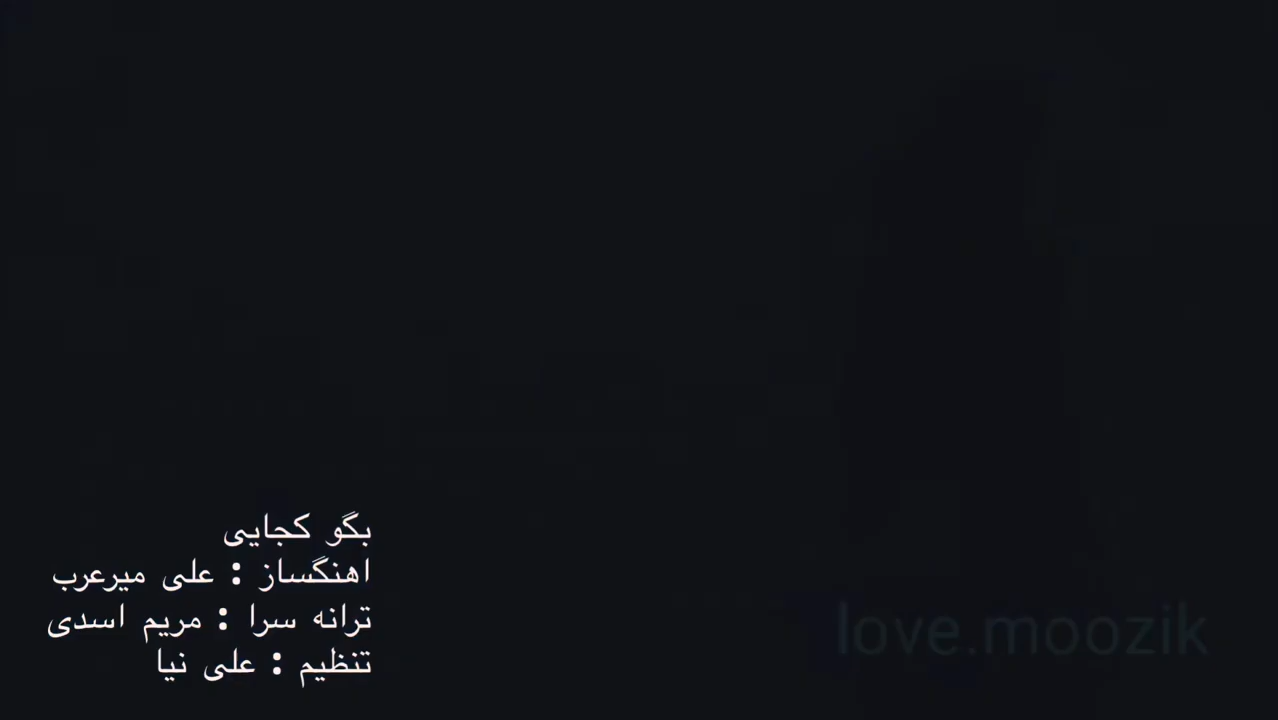 بگو کجایی
اهنگساز : علی میرعرب
ترانه سرا : مریم اسدی
تنظیم : علی نیا
love.moozik